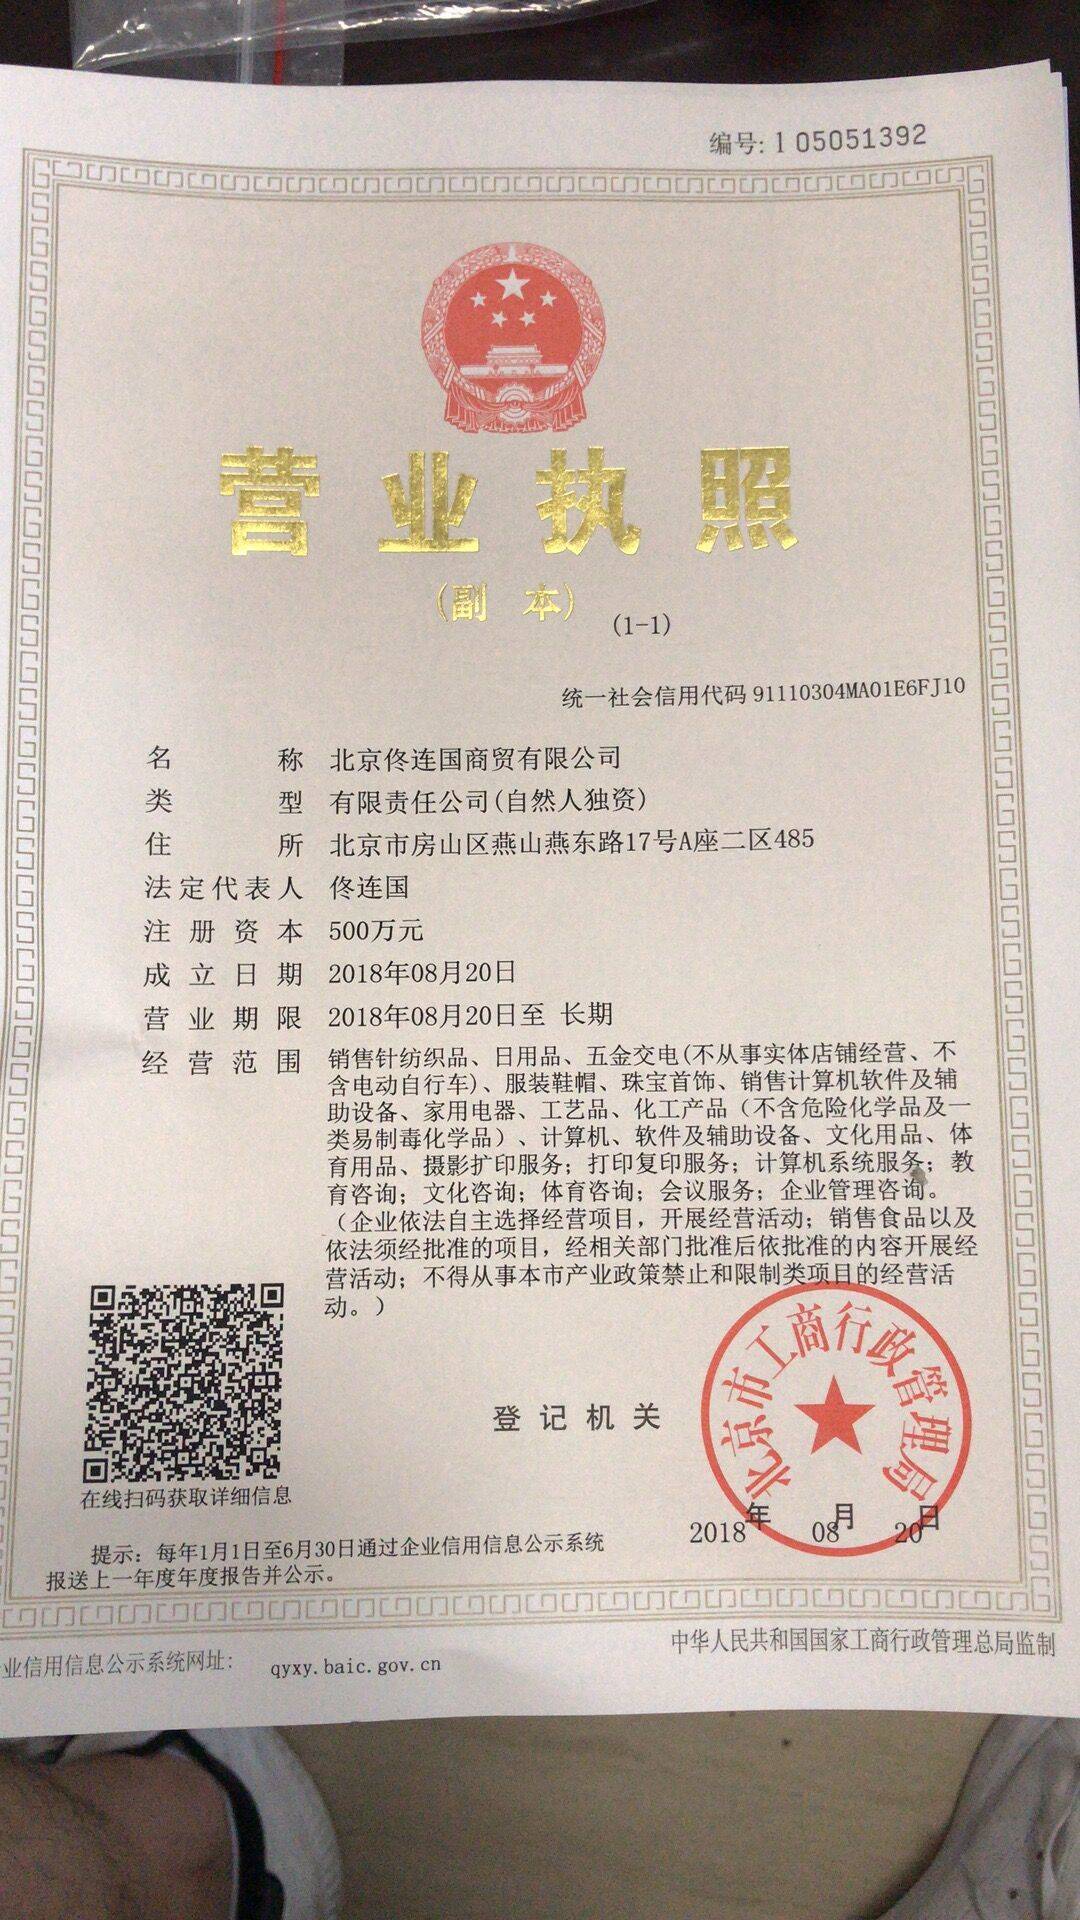 编号: 1 05051392
营业执照
(副 本) (1-1)
统一社会信用代码 91110304MA01E6FJ10
名称 北京佟连国商贸有限公司
类型 有限责任公司(自然人独资)
住所 北京市房山区燕山燕东路17号A座二区485
法定代表人 佟连国
注册资本 500万元
成立日期 2018年08月20日
营业期限 2018年08月20日至 长期
经营范围 销售针纺织品、日用品、五金交电(不从事实体店铺经营、不
含电动自行车)、服装鞋帽、珠宝首饰、销售计算机软件及辅
助设备、家用电器、工艺品、化工产品（不含危险化学品及一
类易制毒化学品）、计算机、软件及辅助设备、文化用品、体
育用品、摄影扩印服务；打印复印服务；计算机系统服务；教
育咨询；文化咨询；体育咨询；会议服务；企业管理咨询。
（企业依法自主选择经营项目，开展经营活动；销售食品以及
依法须经批准的项目，经相关部门批准后依批准的内容开展经
营活动；不得从事本市产业政策禁止和限制类项目的经营活
动。）
在线扫码获取详细信息
登记机关
北京市工商行政管理局
2018年 08月 20日
提示：每年1月1日至6月30日通过企业信用信息公示系统
报送上一年度年度报告并公示。
业信用信息公示系统网址： qyxy.baic.gov.cn
中华人民共和国国家工商行政管理总局监制